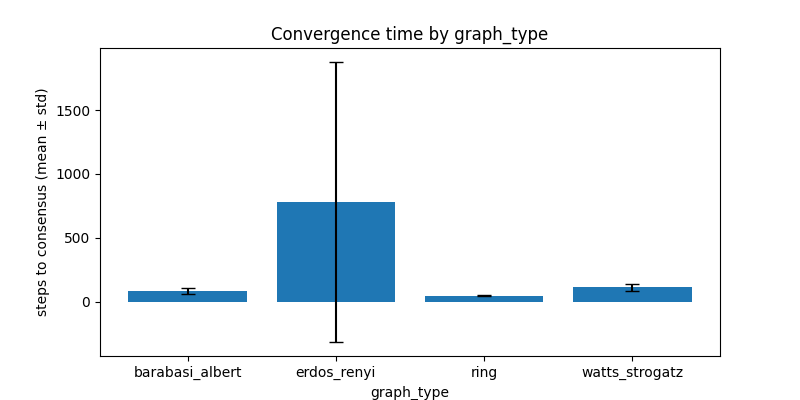 Convergence time by graph_type
steps to consensus (mean ± std)
1500
1000
500
0
barabasi_albert
erdos_renyi
ring
watts_strogatz
graph_type